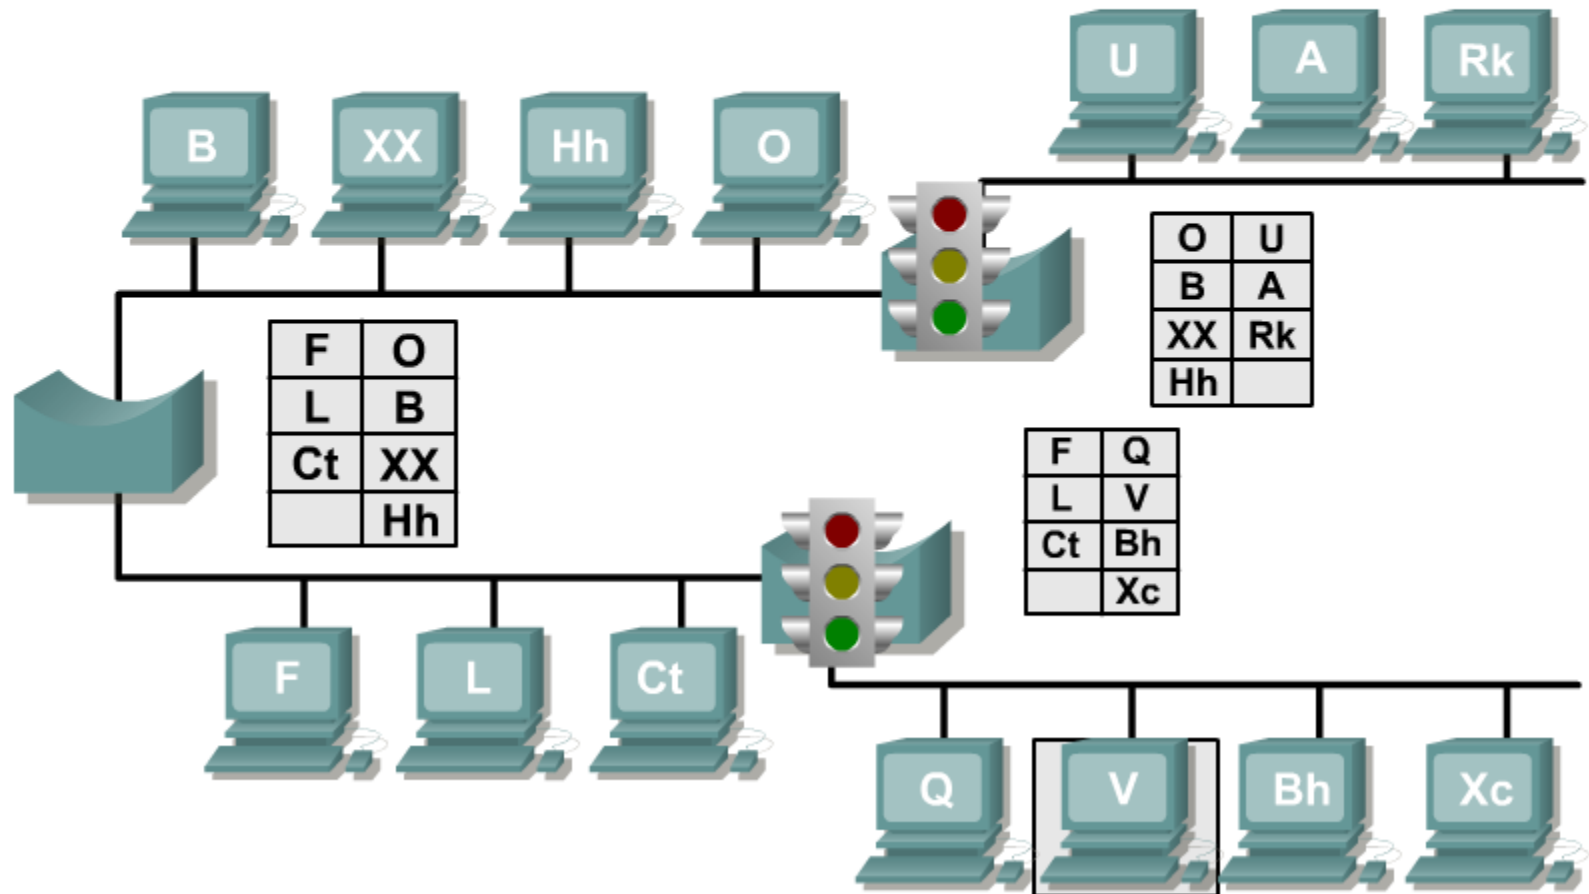 U A Rk
B XX Hh O
O U
B A
XX Rk
Hh
F O
L B
Ct XX
Hh
F Q
L V
Ct Bh
Xc
F L Ct
Q V Bh Xc